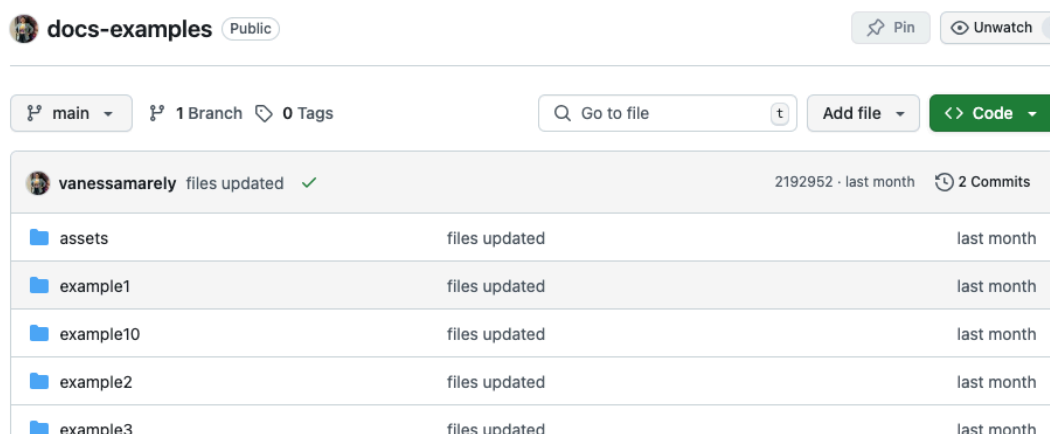 docs-examples Public Pin Unwatch
main 1 Branch 0 Tags Go to file t Add file Code
vanessamarely files updated 2192952 · last month 2 Commits
assets files updated last month
example1 files updated last month
example10 files updated last month
example2 files updated last month
example3 files updated last month